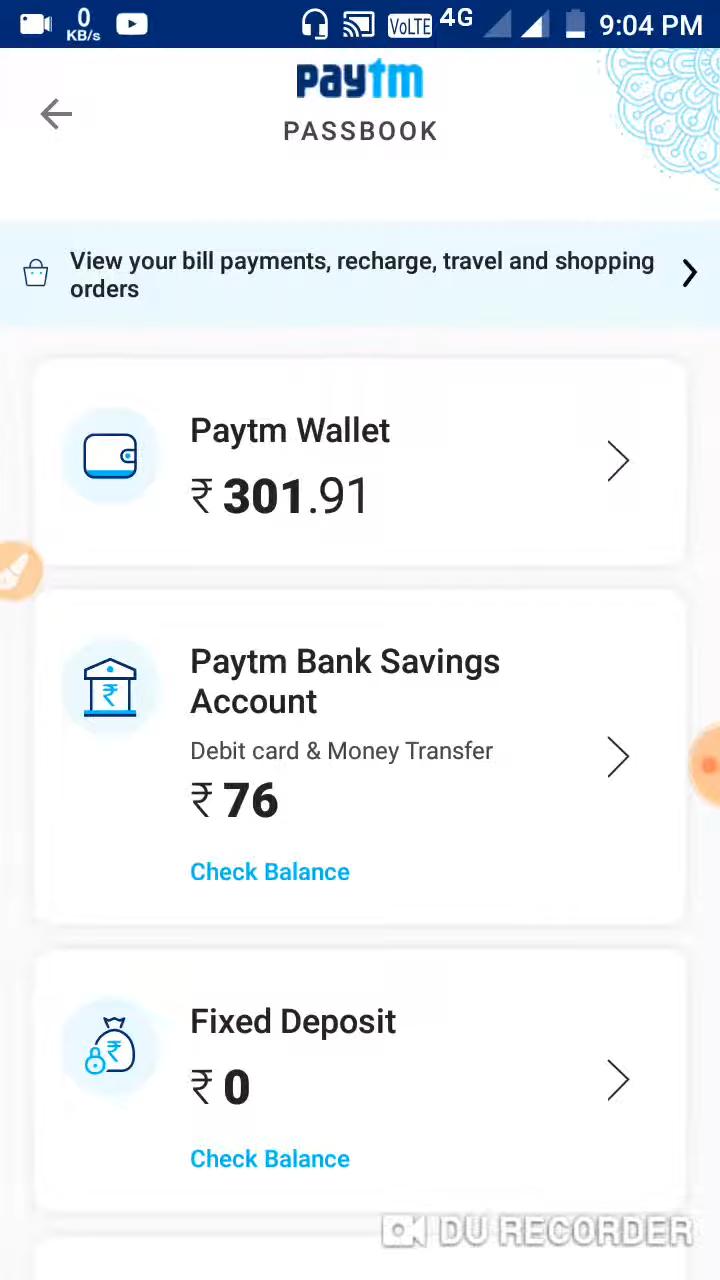 0
KB/s
VoLTE
4G
9:04 PM
paytm
PASSBOOK
View your bill payments, recharge, travel and shopping
orders
Paytm Wallet
₹ 301.91
Paytm Bank Savings
Account
Debit card & Money Transfer
₹ 76
Check Balance
Fixed Deposit
₹ 0
Check Balance
DU RECORDER